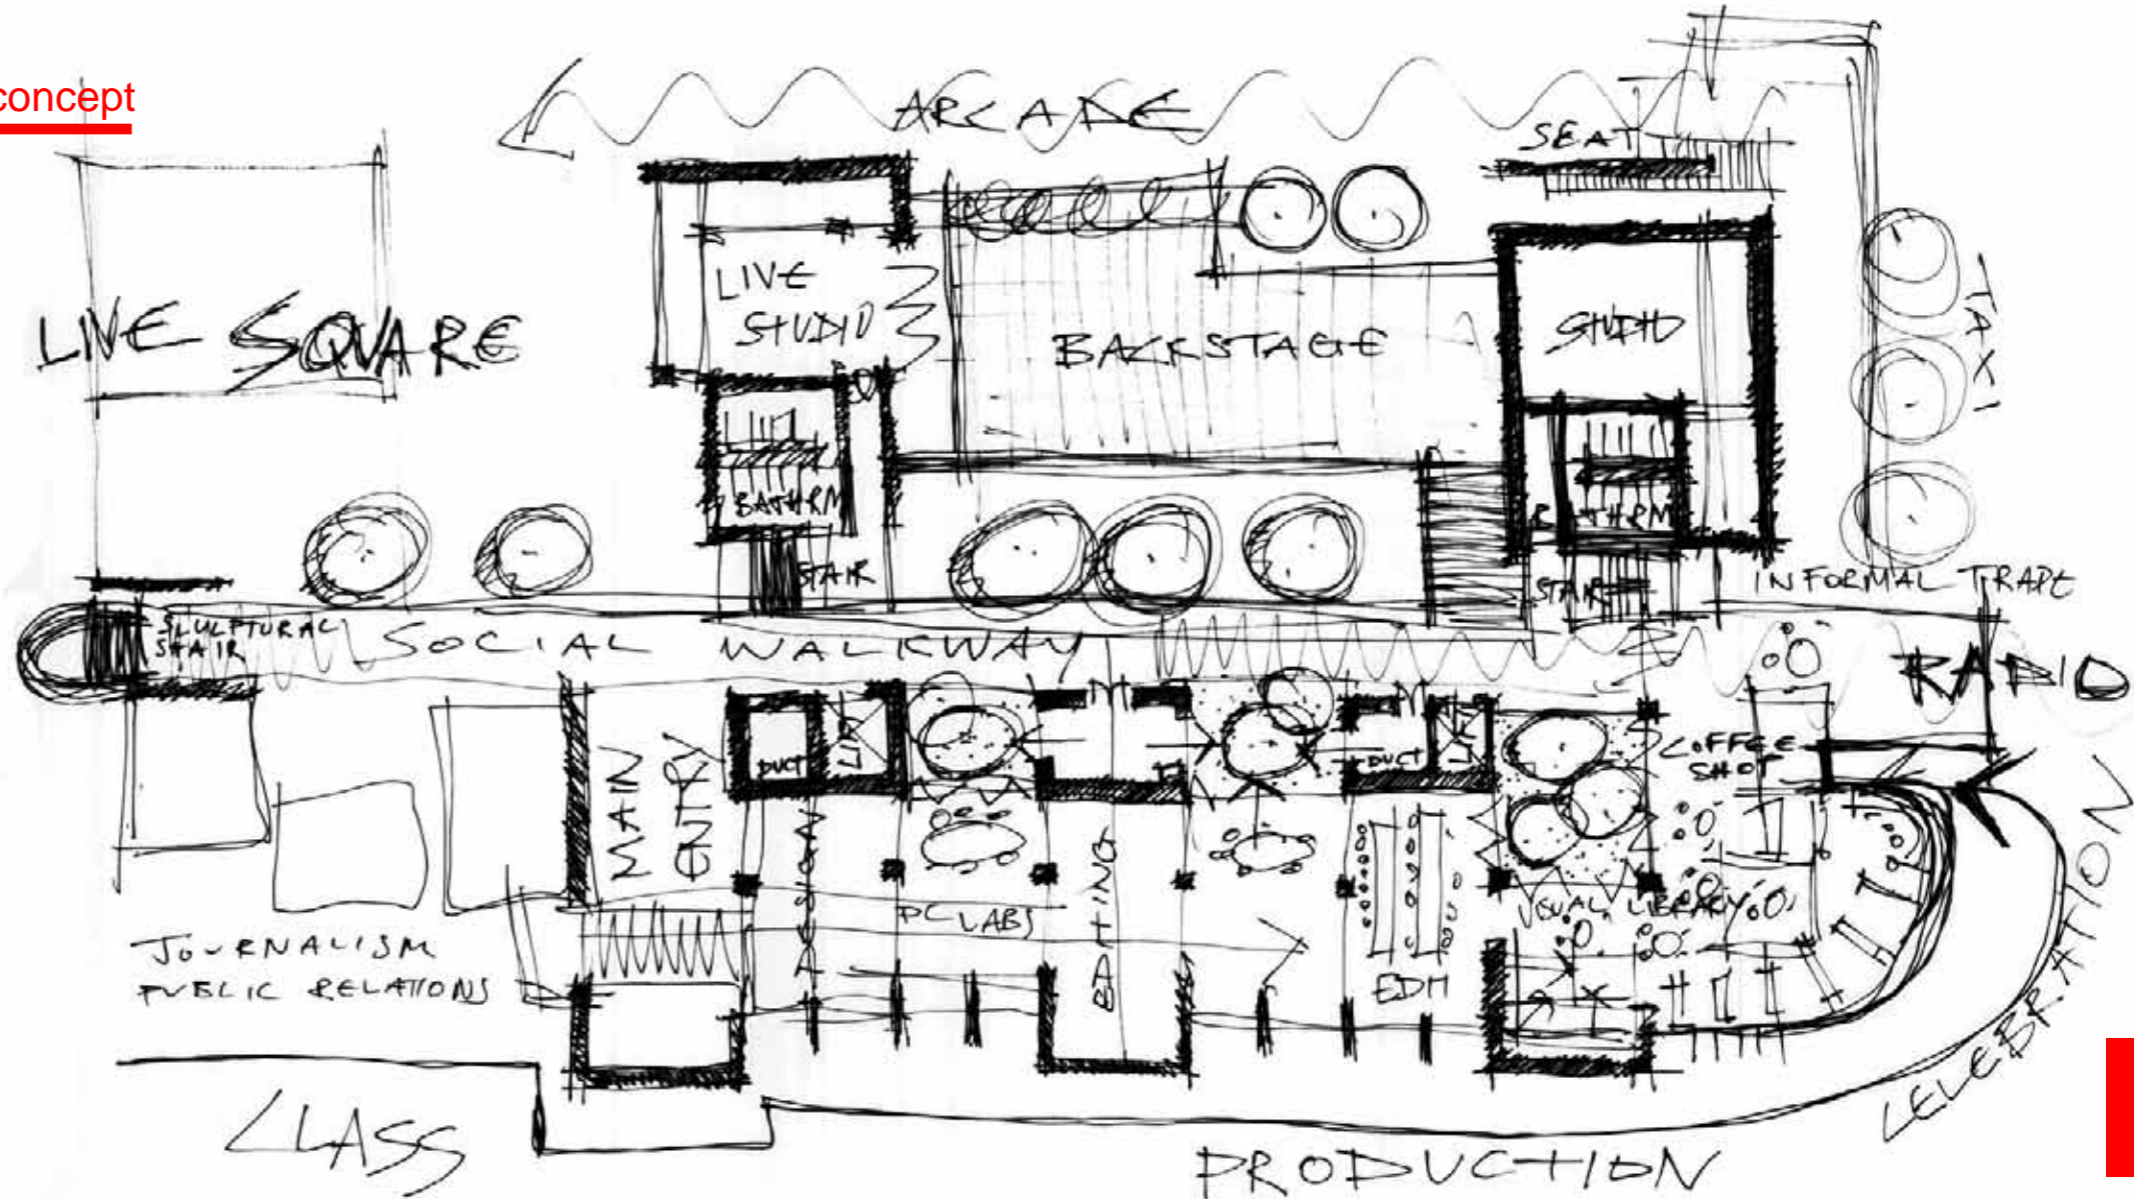 concept
ARCADE
SEAT
LIVE SQUARE
LIVE
STUDIO
BACKSTAGE
STUDIO
TAXI
BATHRM
BATHRM
STAIR
STAIR
INFORMAL TRADE
SCULPTURAL
STAIR
SOCIAL WALKWAY
RADIO
MAIN
ENTRY
DUCT
LIFT
DUCT
LIFT
COFFEE
SHOP
DESIGN
PC LABS
EDITING
EDM
VISUAL LIBRARY
JOURNALISM
PUBLIC RELATIONS
CELEBRATION
CLASS
PRODUCTION